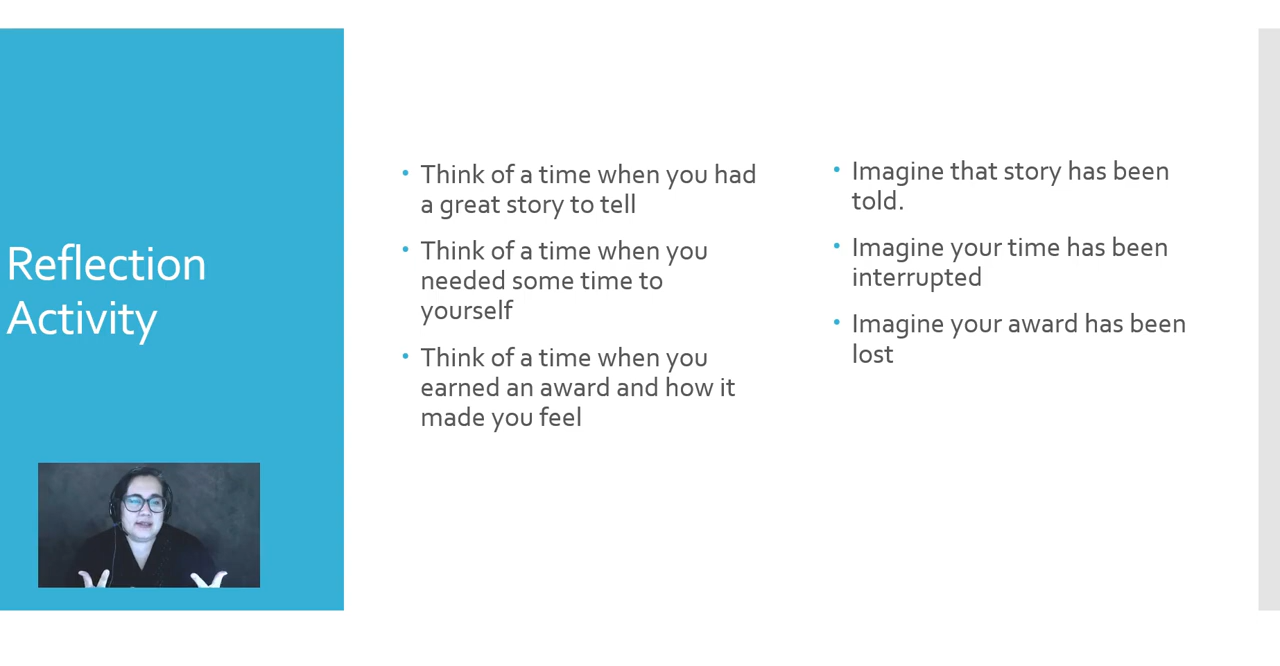 Reflection
Activity
Think of a time when you had
a great story to tell
Think of a time when you
needed some time to
yourself
Think of a time when you
earned an award and how it
made you feel
Imagine that story has been
told.
Imagine your time has been
interrupted
Imagine your award has been
lost